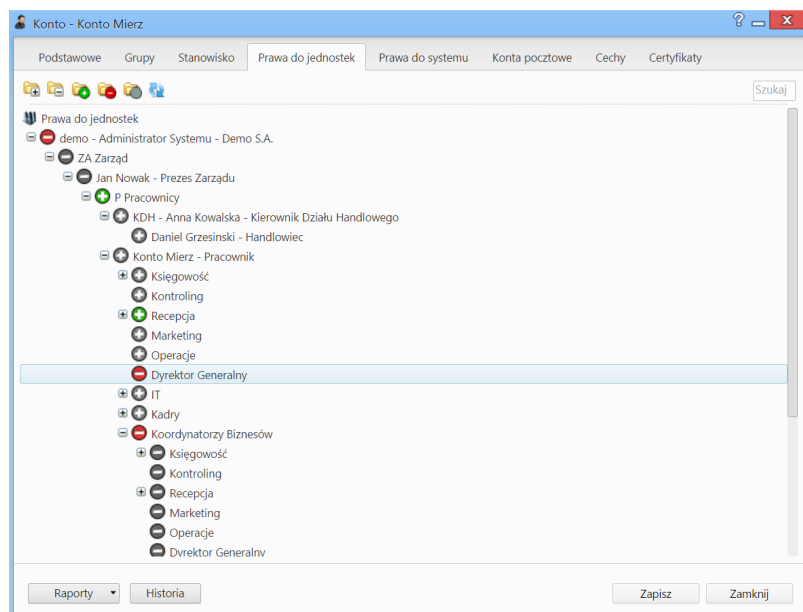 Konto - Konto Mierz
?
Podstawowe Grupy Stanowisko Prawa do jednostek Prawa do systemu Konta pocztowe Cechy Certyfikaty
Szukaj
Prawa do jednostek
demo - Administrator Systemu - Demo S.A.
ZA Zarząd
Jan Nowak - Prezes Zarządu
P Pracownicy
KDH - Anna Kowalska - Kierownik Działu Handlowego
Daniel Grzesinski - Handlowiec
Konto Mierz - Pracownik
Księgowość
Kontroling
Recepcja
Marketing
Operacje
Dyrektor Generalny
IT
Kadry
Koordynatorzy Biznesów
Księgowość
Kontroling
Recepcja
Marketing
Operacje
Dyrektor Generalny
Raporty Historia Zapisz Zamknij